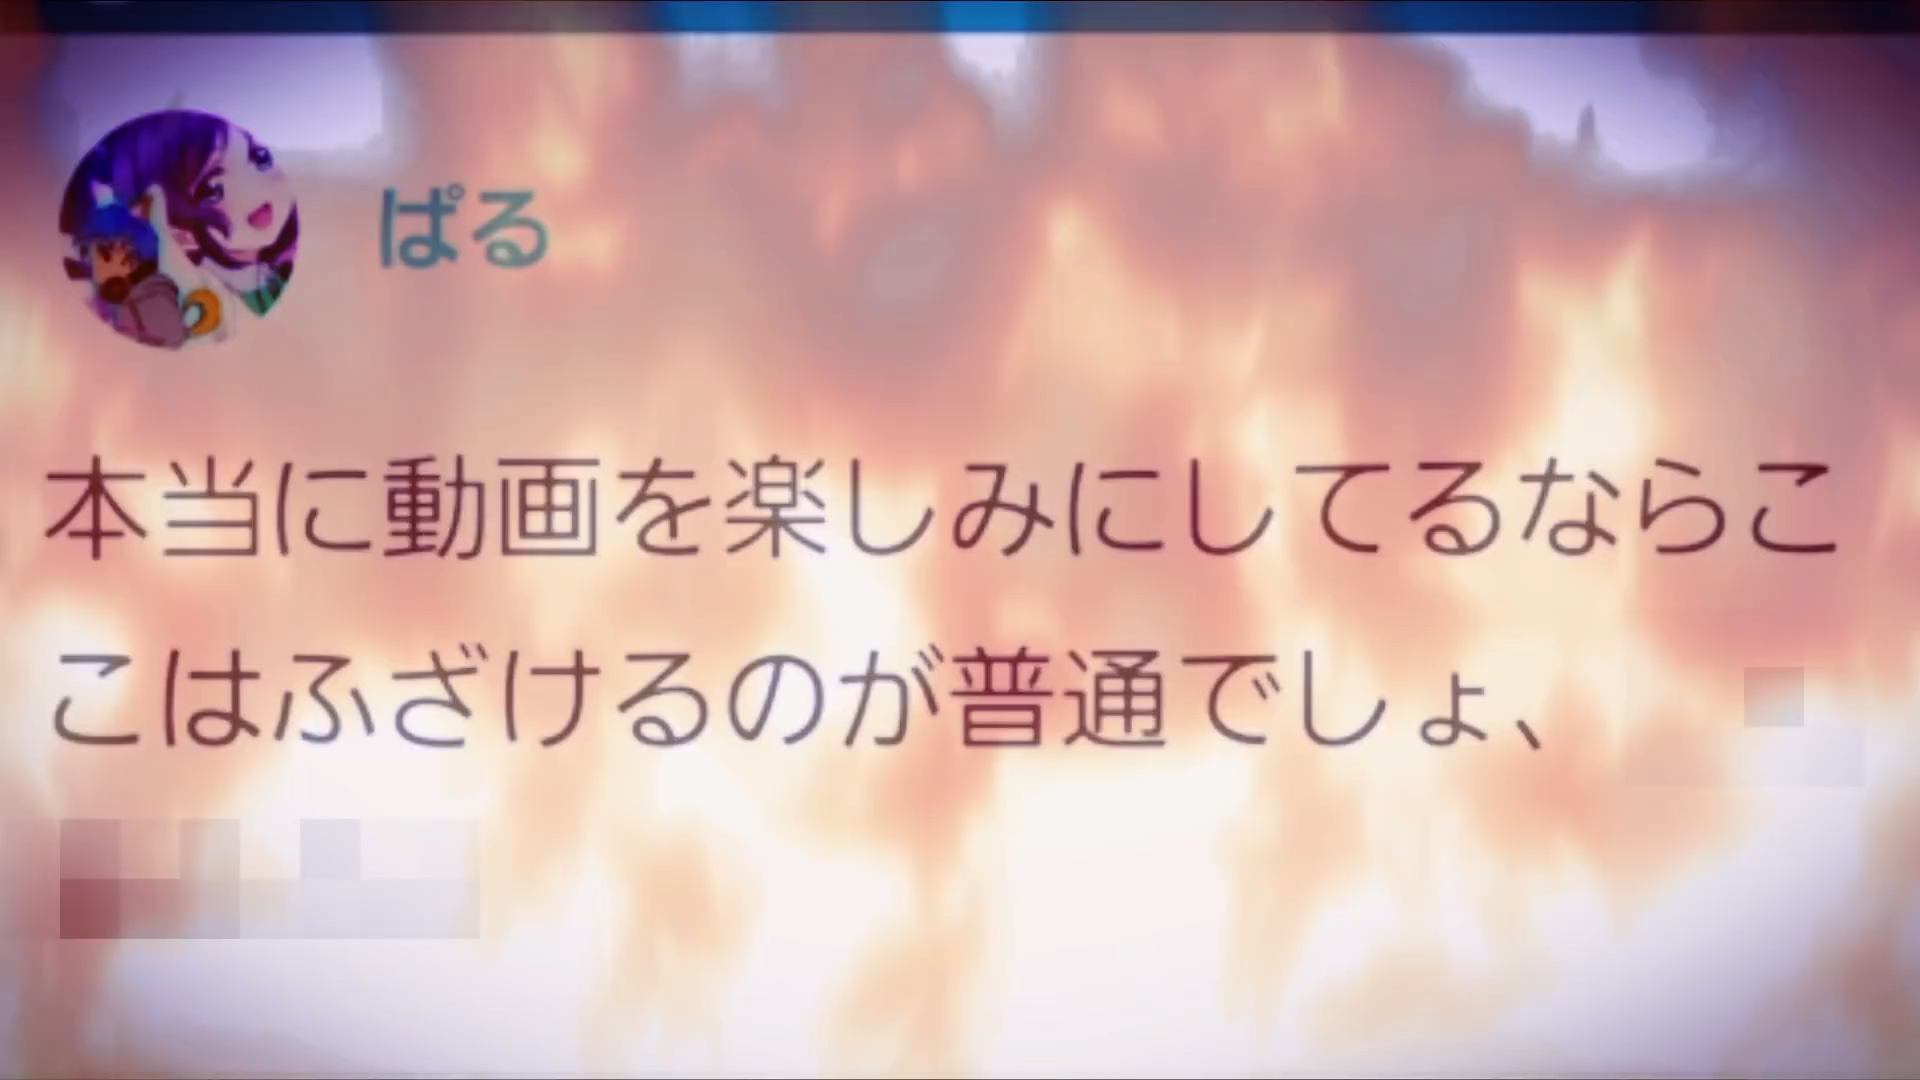 ぱる
本当に動画を楽しみにしてるならこ
こはふざけるのが普通でしょ、